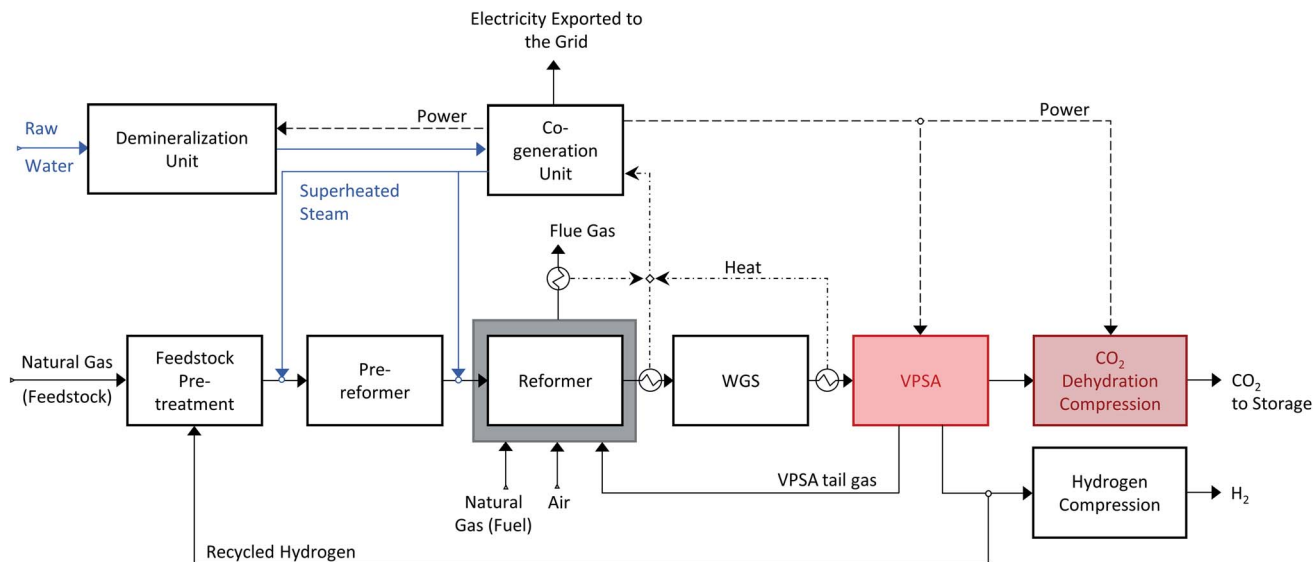 Electricity Exported to
the Grid
Raw
Water
Demineralization
Unit
Power
Co-
generation
Unit
Power
Superheated
Steam
Flue Gas
Heat
Natural Gas
(Feedstock)
Feedstock
Pre-
treatment
Pre-
reformer
Reformer
WGS
VPSA
CO₂
Dehydration
Compression
CO₂
to Storage
Natural
Gas (Fuel)
Air
VPSA tail gas
Hydrogen
Compression
H₂
Recycled Hydrogen